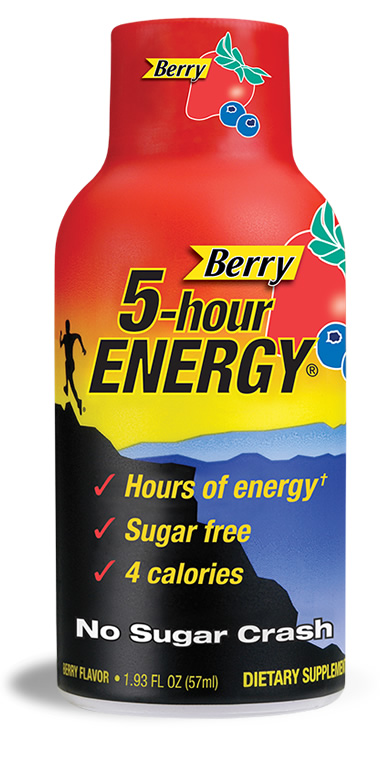 Berry
Berry
5-hour
ENERGY®
✓ Hours of energy†
✓ Sugar free
✓ 4 calories
No Sugar Crash
BERRY FLAVOR • 1.93 FL OZ (57ml) DIETARY SUPPLEMENT